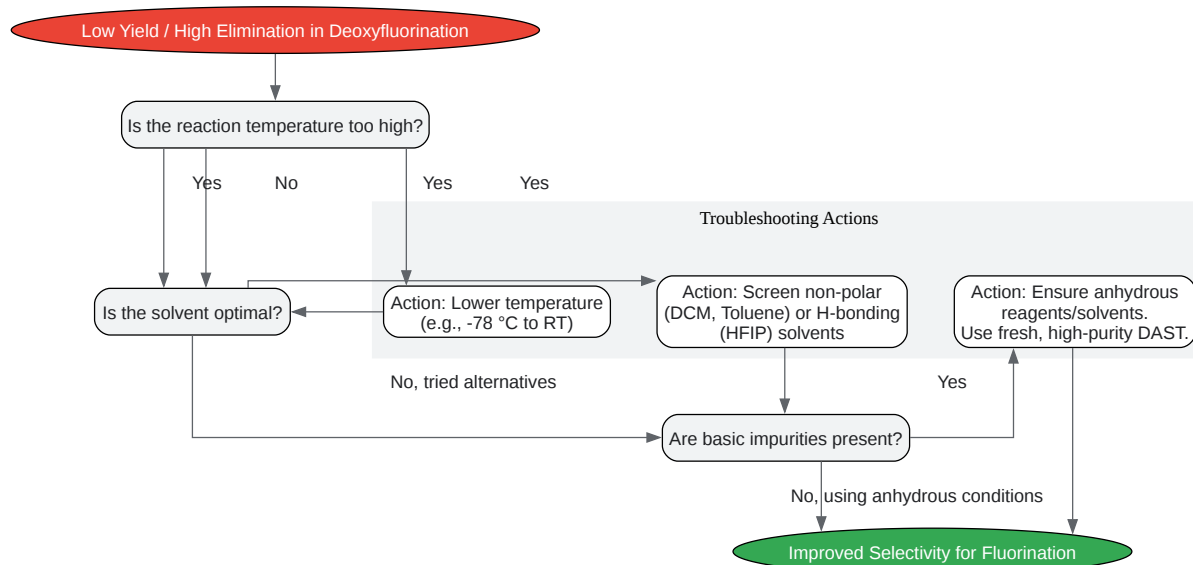 Low Yield / High Elimination in Deoxyfluorination
Is the reaction temperature too high?
Yes
No
Yes
Yes
Troubleshooting Actions
Is the solvent optimal?
Action: Lower temperature
(e.g., -78 °C to RT)
Action: Screen non-polar
(DCM, Toluene) or H-bonding
(HFIP) solvents
Action: Ensure anhydrous
reagents/solvents.
Use fresh, high-purity DAST.
No, tried alternatives
Yes
Are basic impurities present?
No, using anhydrous conditions
Improved Selectivity for Fluorination